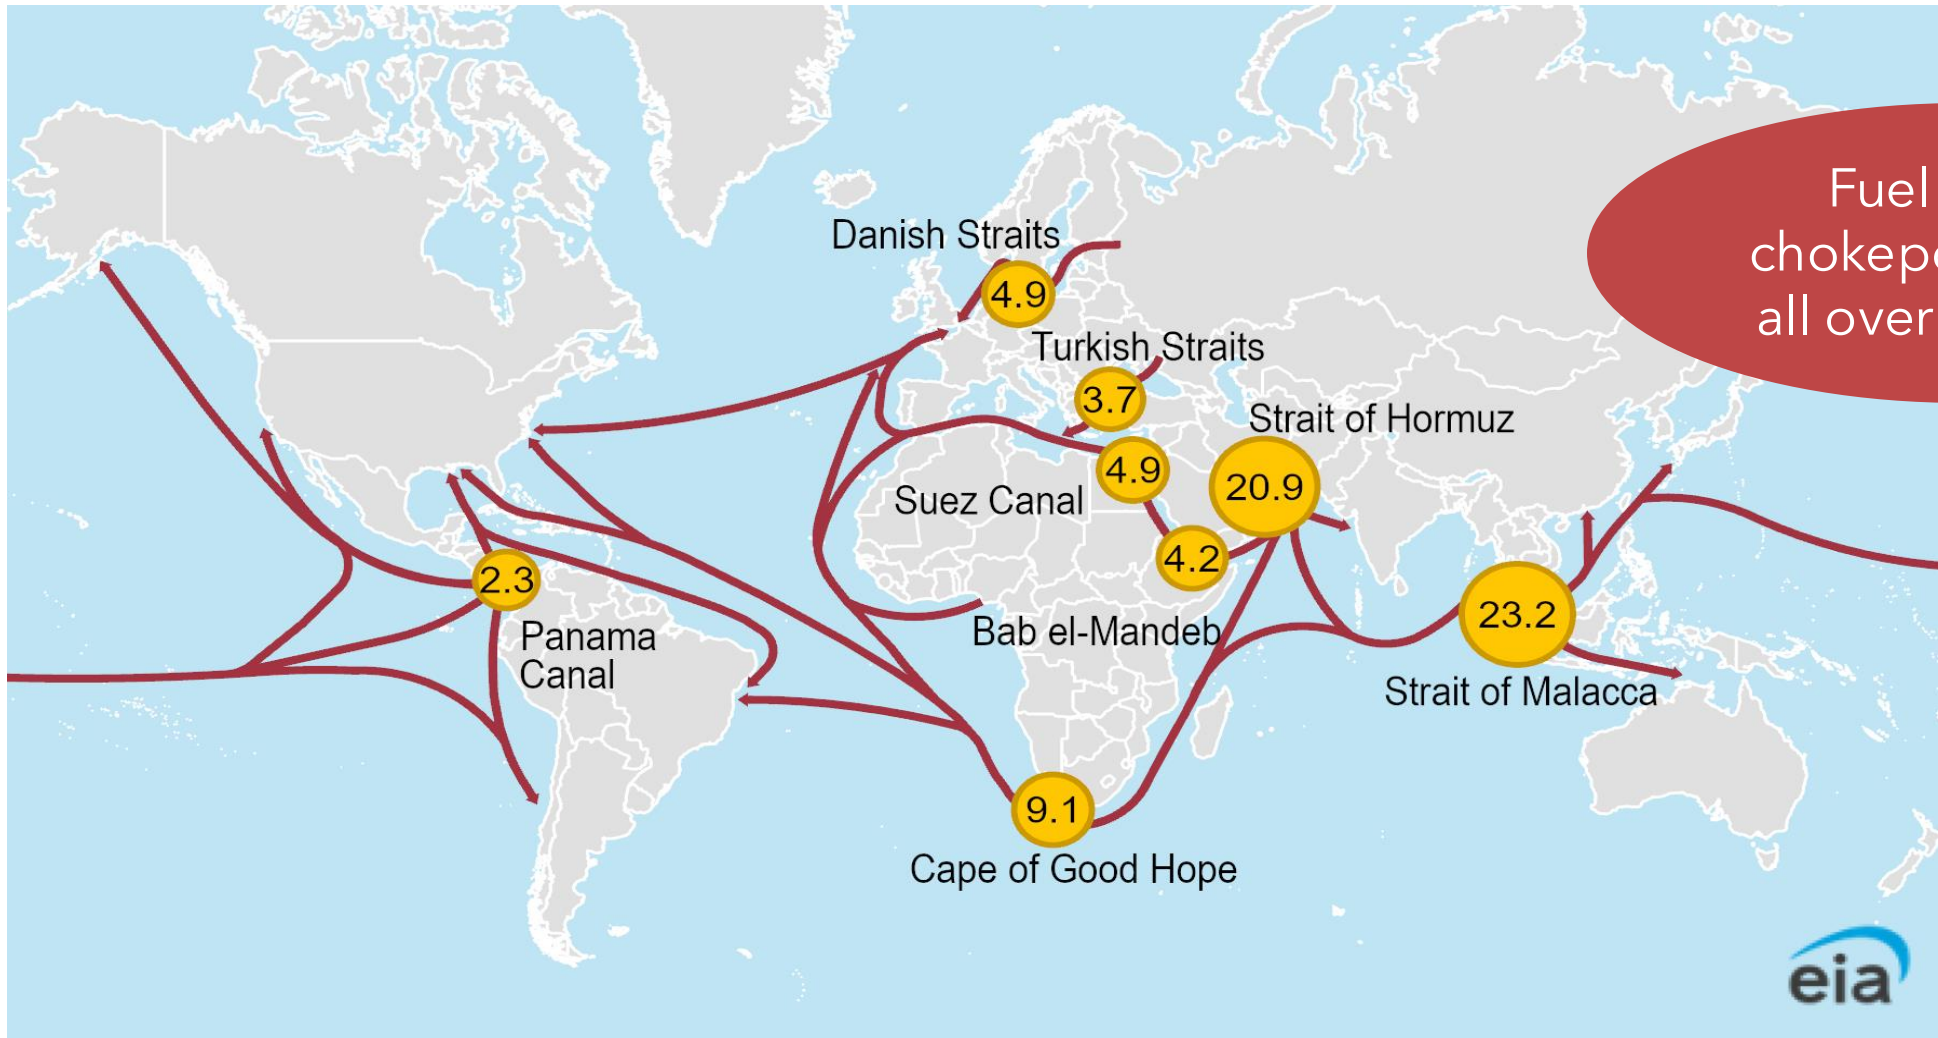 Fuel
chokep
all over
Danish Straits
4.9
Turkish Straits
3.7
Strait of Hormuz
20.9
4.9
Suez Canal
4.2
Bab el-Mandeb
2.3
Panama
Canal
23.2
Strait of Malacca
9.1
Cape of Good Hope
eia